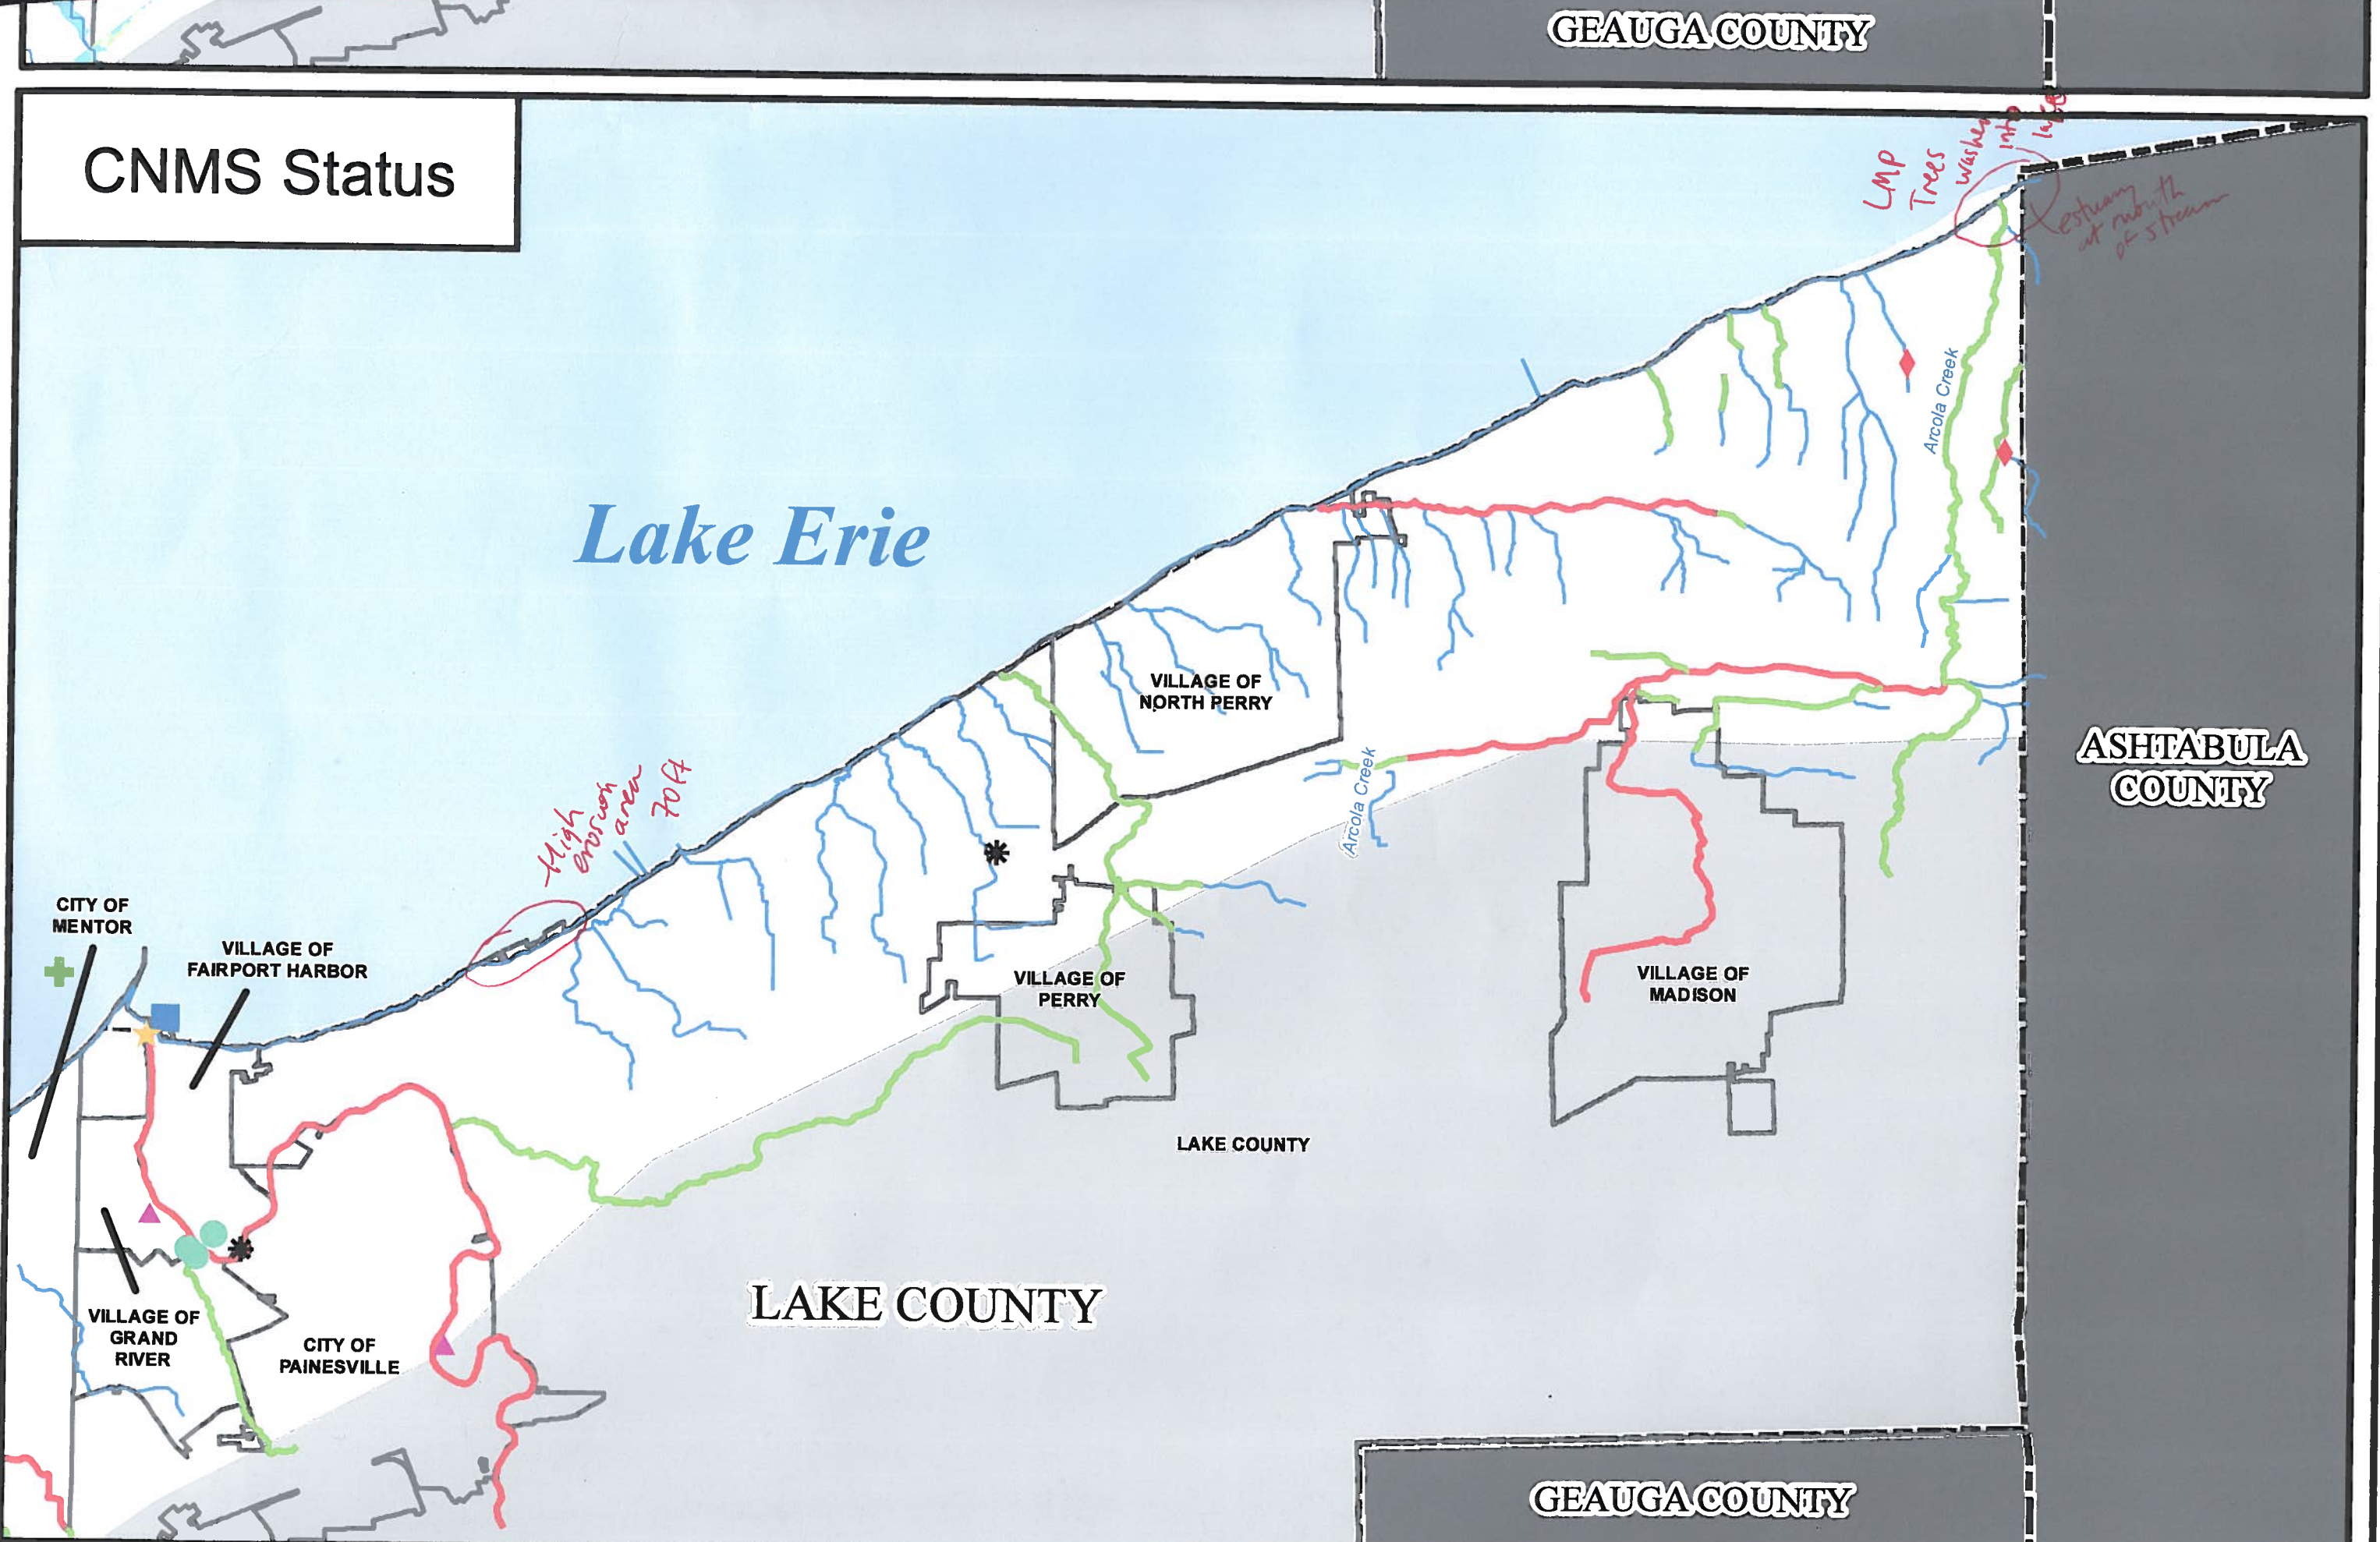 GEAUGA COUNTY
CNMS Status
LMP
Trees
washed
into
lake
estuary
at mouth
of stream
Arcola Creek
Lake Erie
VILLAGE OF
NORTH PERRY
ASHTABULA
COUNTY
High
erosion
area
70ft
Arcola Creek
CITY OF
MENTOR
VILLAGE OF
FAIRPORT HARBOR
VILLAGE OF
PERRY
VILLAGE OF
MADISON
LAKE COUNTY
LAKE COUNTY
VILLAGE OF
GRAND
RIVER
CITY OF
PAINESVILLE
GEAUGA COUNTY